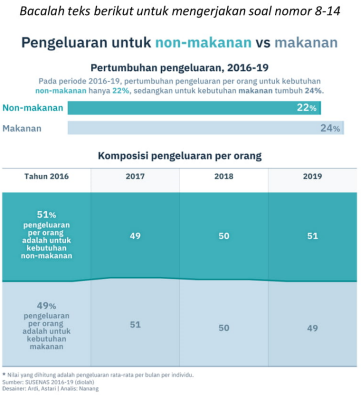 Bacalah teks berikut untuk mengerjakan soal nomor 8-14
Pengeluaran untuk non-makanan vs makanan
Pertumbuhan pengeluaran, 2016-19
Pada periode 2016-19, pertumbuhan pengeluaran per orang untuk kebutuhan
non-makanan hanya 22%, sedangkan untuk kebutuhan makanan tumbuh 24%.
Non-makanan 22%
Makanan 24%
Komposisi pengeluaran per orang
Tahun 2016 2017 2018 2019
51%
pengeluaran
per orang
adalah untuk
kebutuhan
non-makanan
49 50 51
49%
pengeluaran
per orang
adalah untuk
kebutuhan
makanan
51 50 49
* Nilai yang dihitung adalah pengeluaran rata-rata per bulan per individu.
Sumber: SUSENAS 2016-19 (diolah)
Desainer: Ardi, Astari | Analis: Nanang